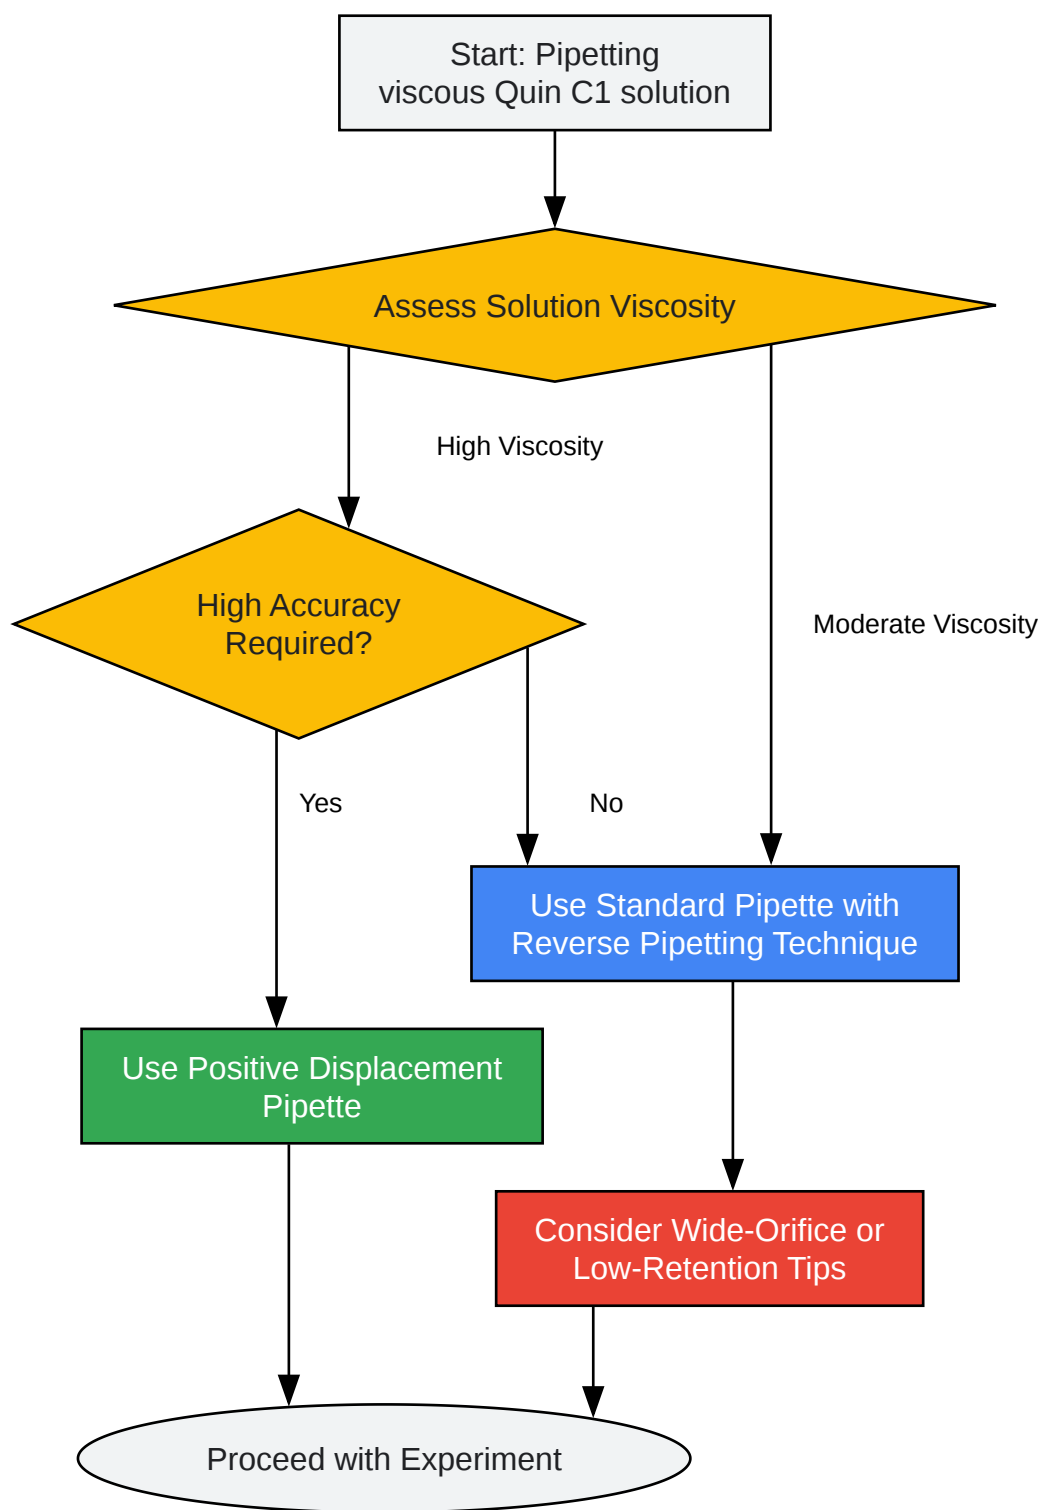 Start: Pipetting
viscous Quin C1 solution
Assess Solution Viscosity
High Viscosity
High Accuracy
Required?
Moderate Viscosity
Yes
No
Use Standard Pipette with
Reverse Pipetting Technique
Use Positive Displacement
Pipette
Consider Wide-Orifice or
Low-Retention Tips
Proceed with Experiment